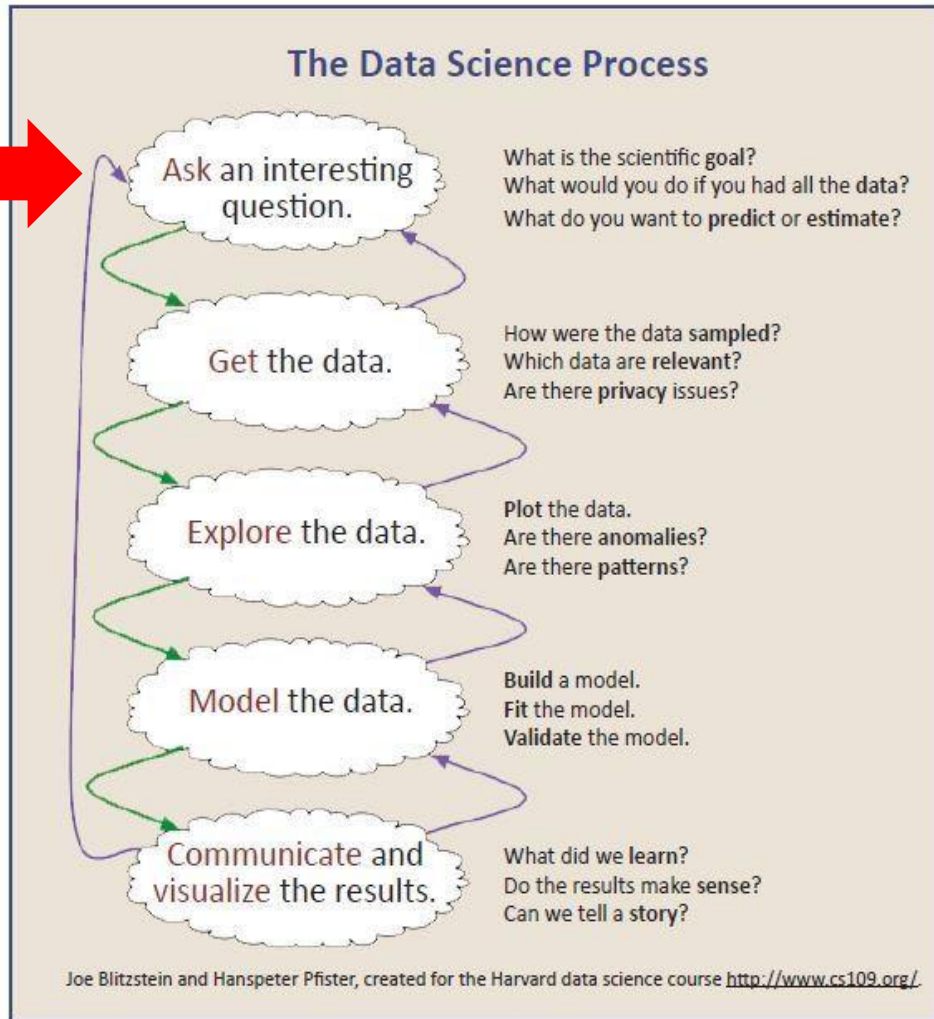 The Data Science Process
Ask an interesting
question.
What is the scientific goal?
What would you do if you had all the data?
What do you want to predict or estimate?
Get the data.
How were the data sampled?
Which data are relevant?
Are there privacy issues?
Explore the data.
Plot the data.
Are there anomalies?
Are there patterns?
Model the data.
Build a model.
Fit the model.
Validate the model.
Communicate and
visualize the results.
What did we learn?
Do the results make sense?
Can we tell a story?
Joe Blitzstein and Hanspeter Pfister, created for the Harvard data science course http://www.cs109.org/.